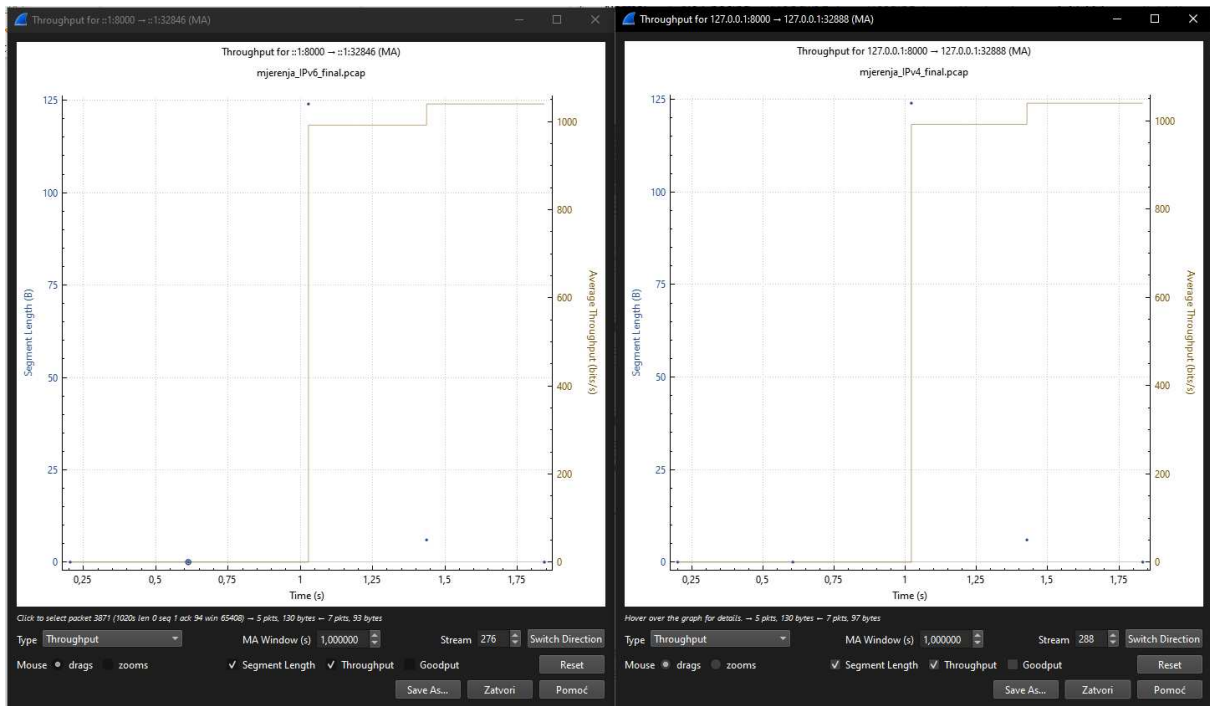 Throughput for ::1:8000 → ::1:32846 (MA)
Throughput for ::1:8000 → ::1:32846 (MA)
mjerenja_IPv6_final.pcap
125
100
75
50
25
0
Segment Length (B)
1000
800
600
400
200
0
Average Throughput (bits/s)
0,25 0,5 0,75 1 1,25 1,5 1,75
Time (s)
Click to select packet 3871 (1020s len 0 seq 1 ack 94 win 65408) → 5 pkts, 130 bytes ← 7 pkts, 93 bytes
Type Throughput MA Window (s) 1,000000 Stream 276 Switch Direction
Mouse drags zooms Segment Length Throughput Goodput Reset
Save As... Zatvori Pomoć
Throughput for 127.0.0.1:8000 → 127.0.0.1:32888 (MA)
Throughput for 127.0.0.1:8000 → 127.0.0.1:32888 (MA)
mjerenja_IPv4_final.pcap
125
100
75
50
25
0
Segment Length (B)
1000
800
600
400
200
0
Average Throughput (bits/s)
0,25 0,5 0,75 1 1,25 1,5 1,75
Time (s)
Hover over the graph for details. → 5 pkts, 130 bytes ← 7 pkts, 97 bytes
Type Throughput MA Window (s) 1,000000 Stream 288 Switch Direction
Mouse drags zooms Segment Length Throughput Goodput Reset
Save As... Zatvori Pomoć